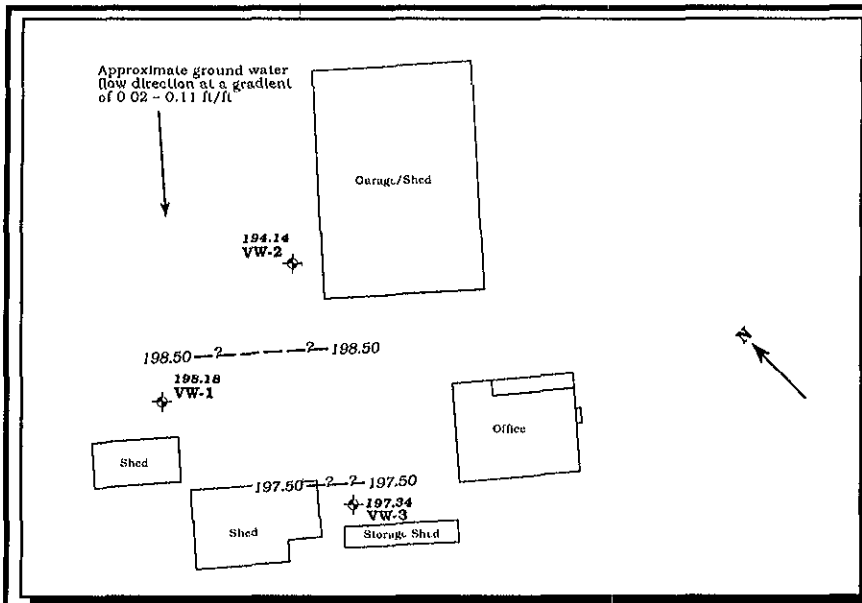 Approximate ground water
flow direction at a gradient
of 0 02 - 0.11 ft/ft
Garage/Shed
194.14
VW-2
198.50 ? ? 198.50
198.18
VW-1
N
Shed
Office
197.50 ? ? 197.50
197.34
VW-3
Shed
Storage Shed